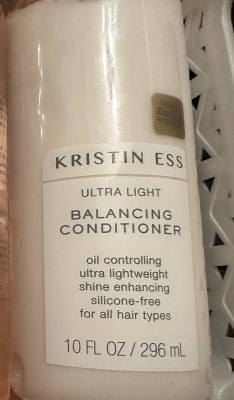 KRISTIN ESS
ULTRA LIGHT
BALANCING
CONDITIONER
oil controlling
ultra lightweight
shine enhancing
silicone-free
for all hair types
10 FL OZ / 296 mL